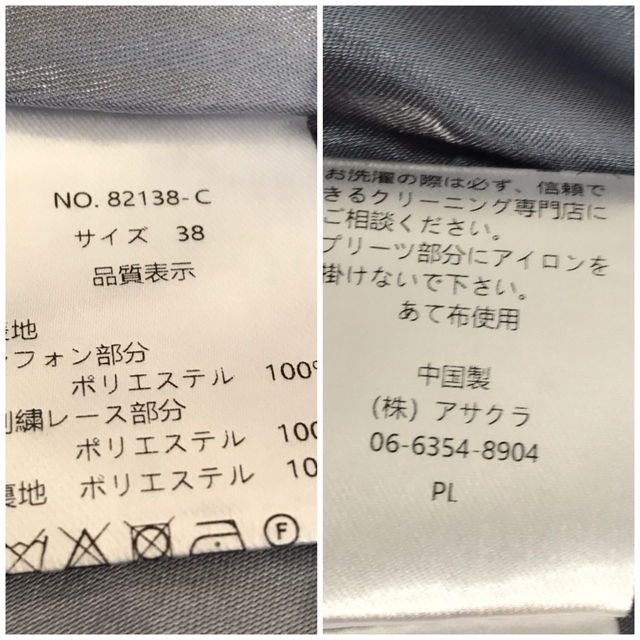 NO. 82138-C
サイズ 38
品質表示
表地
フォン部分
ポリエステル 100%
刺繍レース部分
ポリエステル 100
裏地 ポリエステル 10
F
お洗濯の際は必ず、信頼で
きるクリーニング専門店に
ご相談ください。
プリーツ部分にアイロンを
掛けないで下さい。
あて布使用
中国製
(株) アサクラ
06-6354-8904
PL